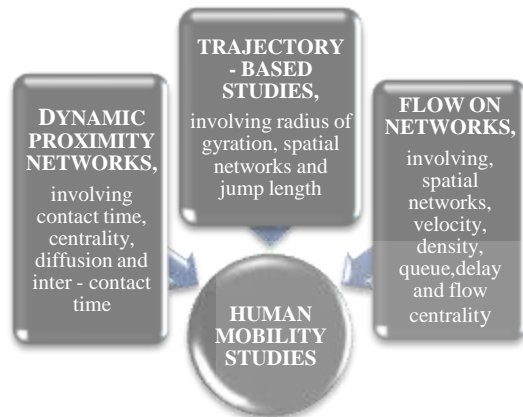 DYNAMIC
PROXIMITY
NETWORKS,
involving
contact time,
centrality,
diffusion and
inter - contact
time
TRAJECTORY
- BASED
STUDIES,
involving radius of
gyration, spatial
networks and
jump length
FLOW ON
NETWORKS,
involving,
spatial
networks,
velocity,
density,
queue,delay
and flow
centrality
HUMAN
MOBILITY
STUDIES